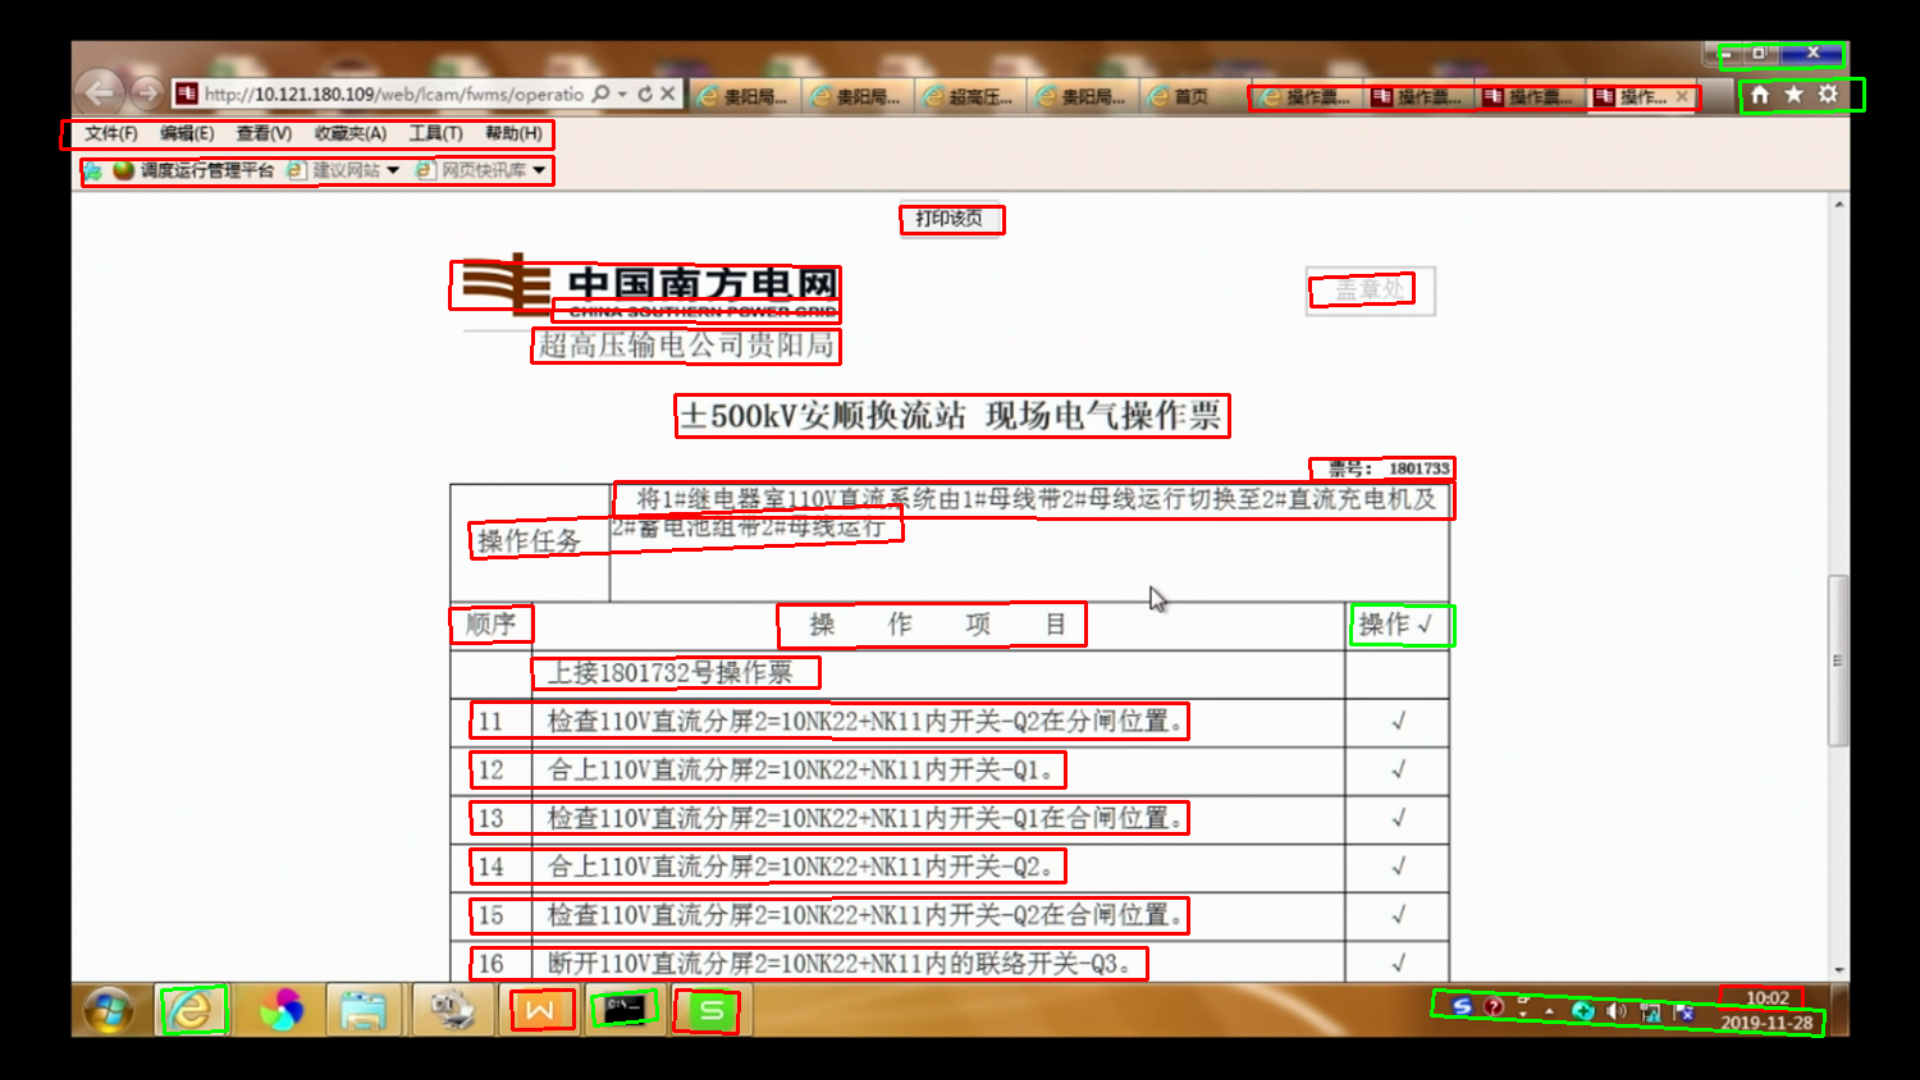 http://10.121.180.109/web/lcam/fwms/operatio
贵阳局... 贵阳局... 超高压... 贵阳局... 首页 操作票... 操作票... 操作票... 操作...
文件(F) 编辑(E) 查看(V) 收藏夹(A) 工具(T) 帮助(H)
调度运行管理平台 建议网站 网页快讯库
打印该页
中国南方电网
CHINA SOUTHERN POWER GRID
盖章处
超高压输电公司贵阳局
±500kV安顺换流站 现场电气操作票
票号: 1801733
操作任务
将1#继电器室110V直流系统由1#母线带2#母线运行切换至2#直流充电机及
2#蓄电池组带2#母线运行
顺序 操 作 项 目 操作√
上接1801732号操作票
11 检查110V直流分屏2=10NK22+NK11内开关-Q2在分闸位置。 √
12 合上110V直流分屏2=10NK22+NK11内开关-Q1。 √
13 检查110V直流分屏2=10NK22+NK11内开关-Q1在合闸位置。 √
14 合上110V直流分屏2=10NK22+NK11内开关-Q2。 √
15 检查110V直流分屏2=10NK22+NK11内开关-Q2在合闸位置。 √
16 断开110V直流分屏2=10NK22+NK11内的联络开关-Q3。 √
10:02
2019-11-28